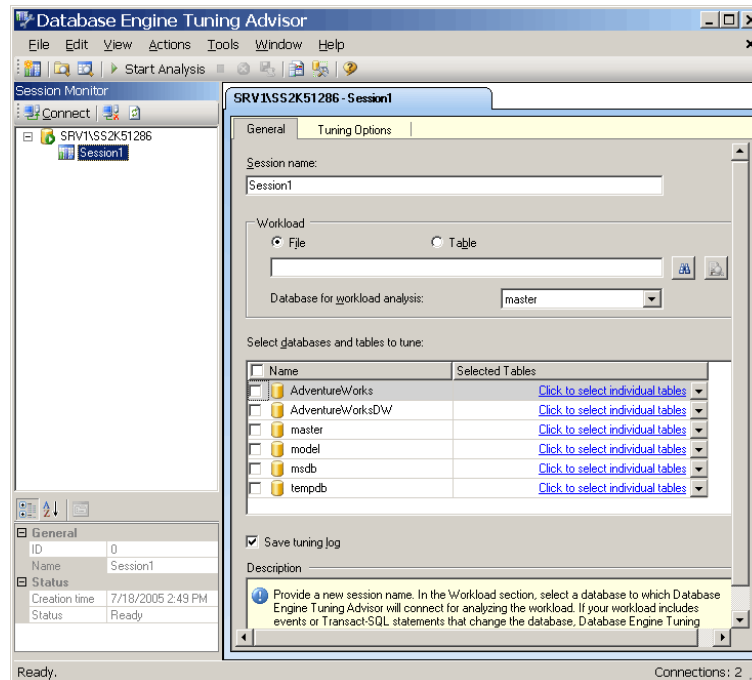 Database Engine Tuning Advisor
File Edit View Actions Tools Window Help
Start Analysis
Session Monitor
Connect
SRV1\SS2K51286
Session1
General
ID 0
Name Session1
Status
Creation time 7/18/2005 2:49 PM
Status Ready
SRV1\SS2K51286 - Session1
General Tuning Options
Session name:
Session1
Workload
File Table
Database for workload analysis: master
Select databases and tables to tune:
Name Selected Tables
AdventureWorks Click to select individual tables
AdventureWorksDW Click to select individual tables
master Click to select individual tables
model Click to select individual tables
msdb Click to select individual tables
tempdb Click to select individual tables
Save tuning log
Description
Provide a new session name. In the Workload section, select a database to which Database
Engine Tuning Advisor will connect for analyzing the workload. If your workload includes
events or Transact-SQL statements that change the database, Database Engine Tuning
Ready. Connections: 2